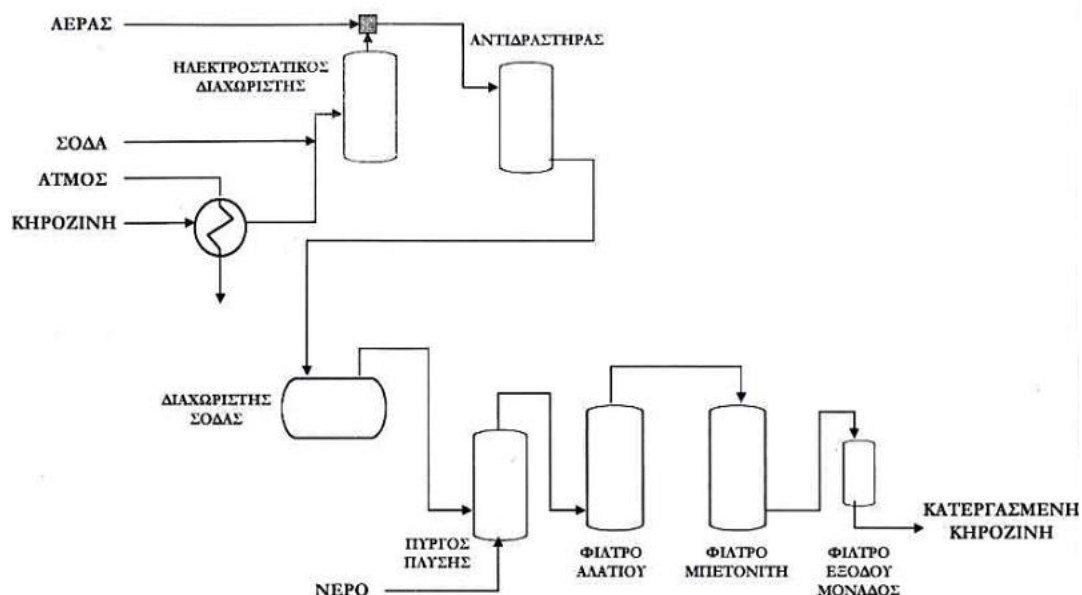 ΑΕΡΑΣ
ΑΝΤΙΔΡΑΣΤΗΡΑΣ
ΗΛΕΚΤΡΟΣΤΑΤΙΚΟΣ
ΔΙΑΧΩΡΙΣΤΗΣ
ΣΟΔΑ
ΑΤΜΟΣ
ΚΗΡΟΖΙΝΗ
ΔΙΑΧΩΡΙΣΤΗΣ
ΣΟΔΑΣ
ΠΥΡΓΟΣ
ΠΛΥΣΗΣ
ΝΕΡΟ
ΦΙΛΤΡΟ
ΑΛΑΤΙΟΥ
ΦΙΛΤΡΟ
ΜΠΕΤΟΝΙΤΗ
ΦΙΛΤΡΟ
ΕΞΟΔΟΥ
ΜΟΝΑΔΟΣ
ΚΑΤΕΡΓΑΣΜΕΝΗ
ΚΗΡΟΖΙΝΗ